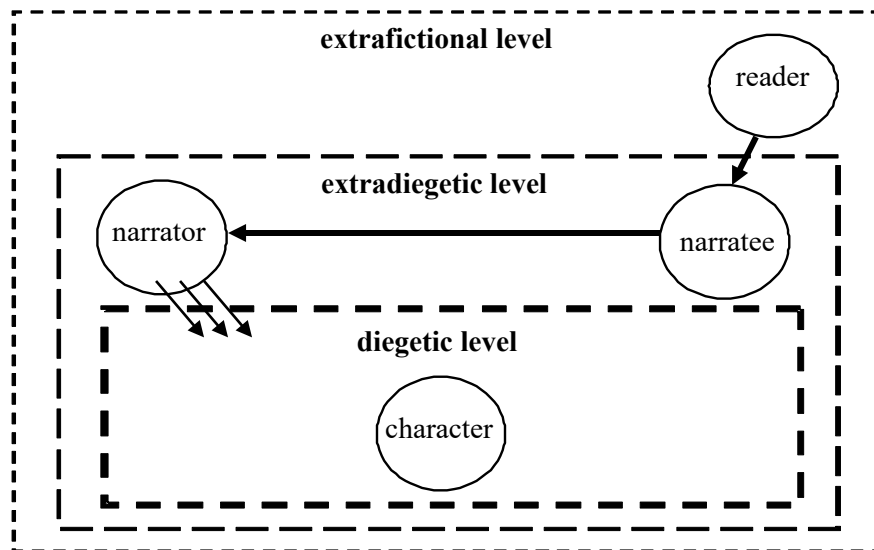 extrafictional level
reader
extradiegetic level
narrator
narratee
diegetic level
character